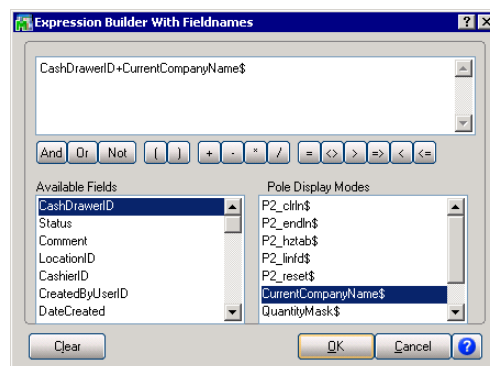 Expression Builder With Fieldnames
CashDrawerID+CurrentCompanyName$
And Or Not ( ) + - * / = <> > => < <=
Available Fields Pole Display Modes
CashDrawerID P2_clrln$
Status P2_endln$
Comment P2_hztab$
LocationID P2_linfd$
CashierID P2_reset$
CreatedByUserID CurrentCompanyName$
DateCreated QuantityMask$
Clear OK Cancel ?